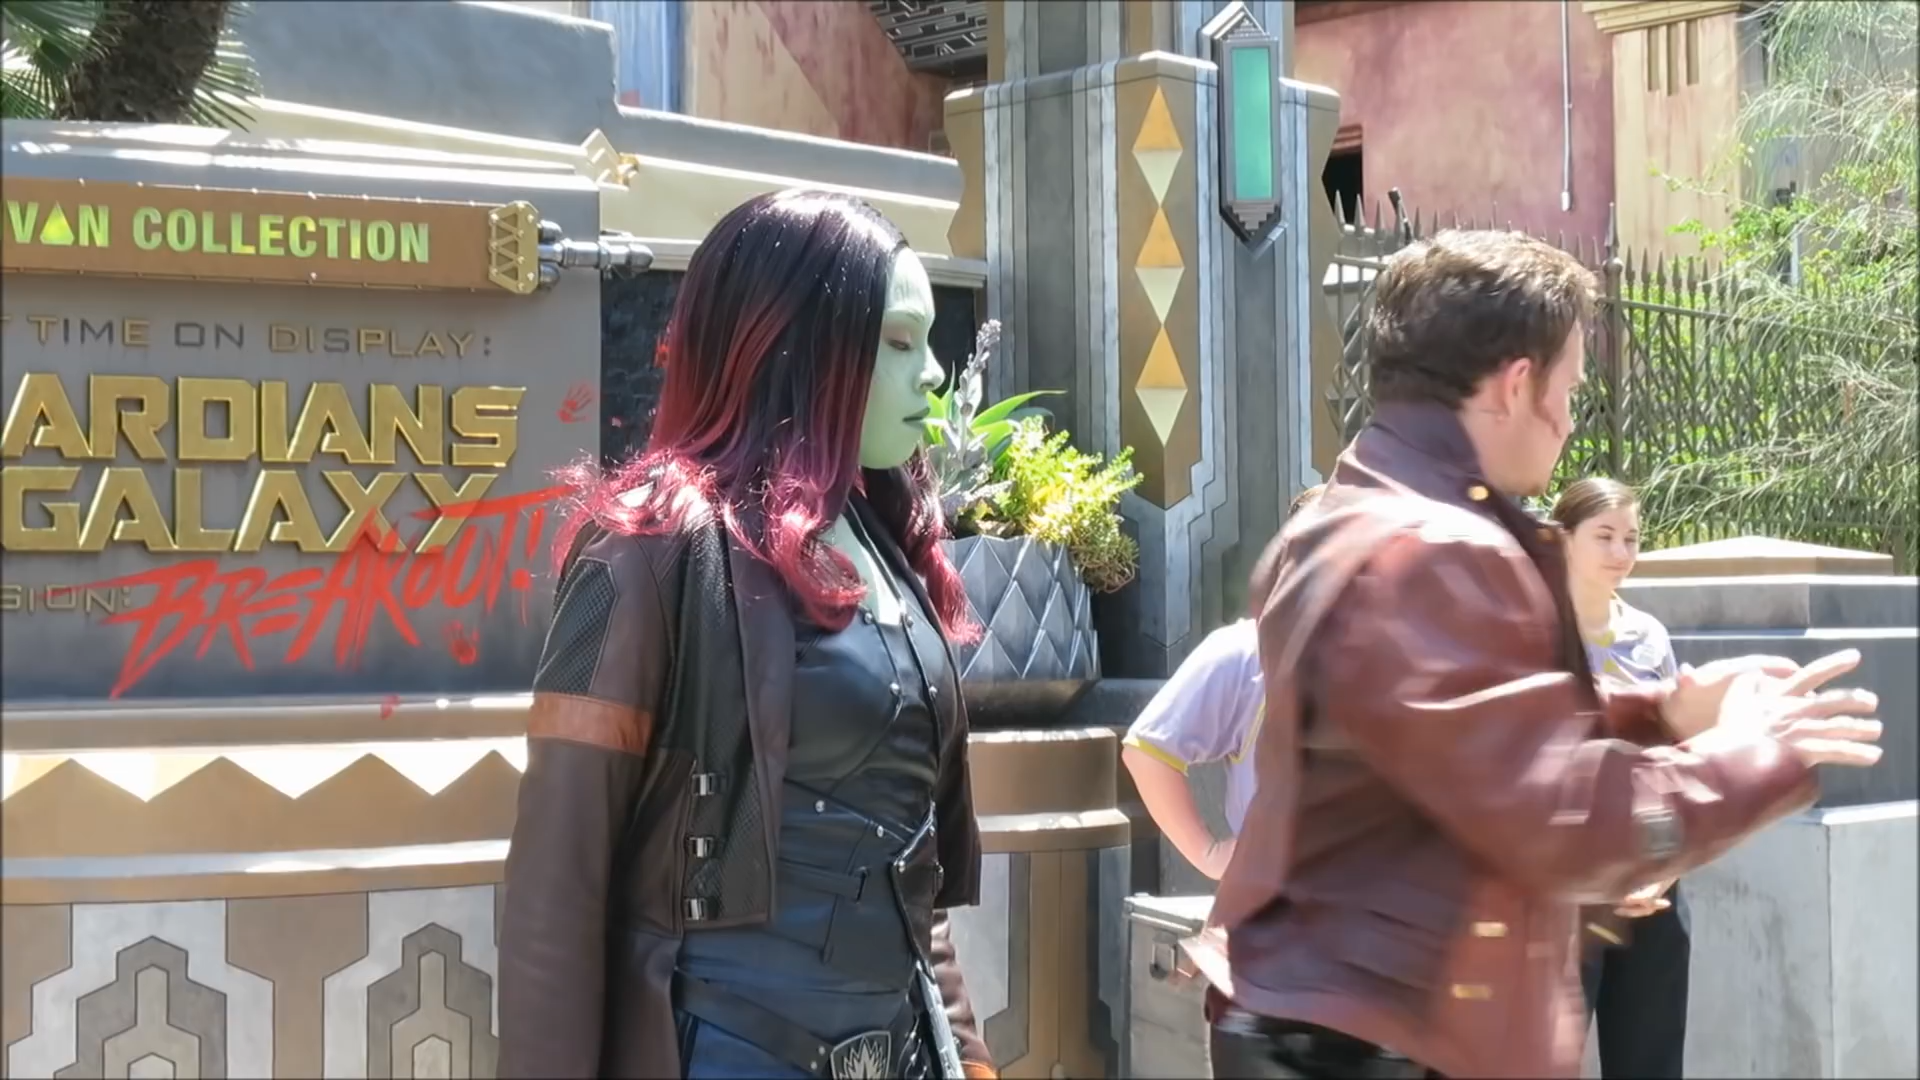 VAN COLLECTION
TIME ON DISPLAY:
ARDIANS
GALAXY
SION: BREAKOUT!